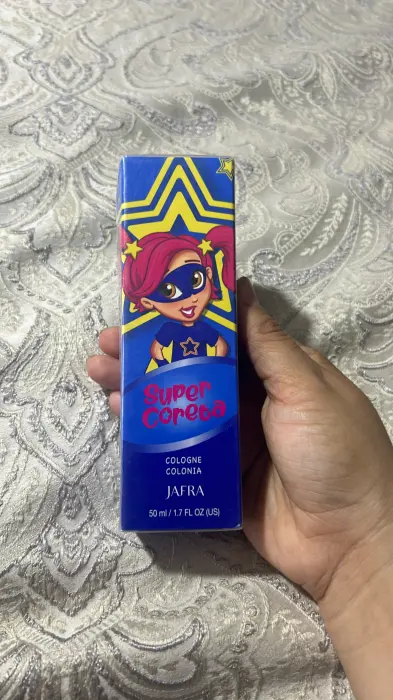 Super
Coreta
COLOGNE
COLONIA
JAFRA
50 ml / 1.7 FL OZ (US)